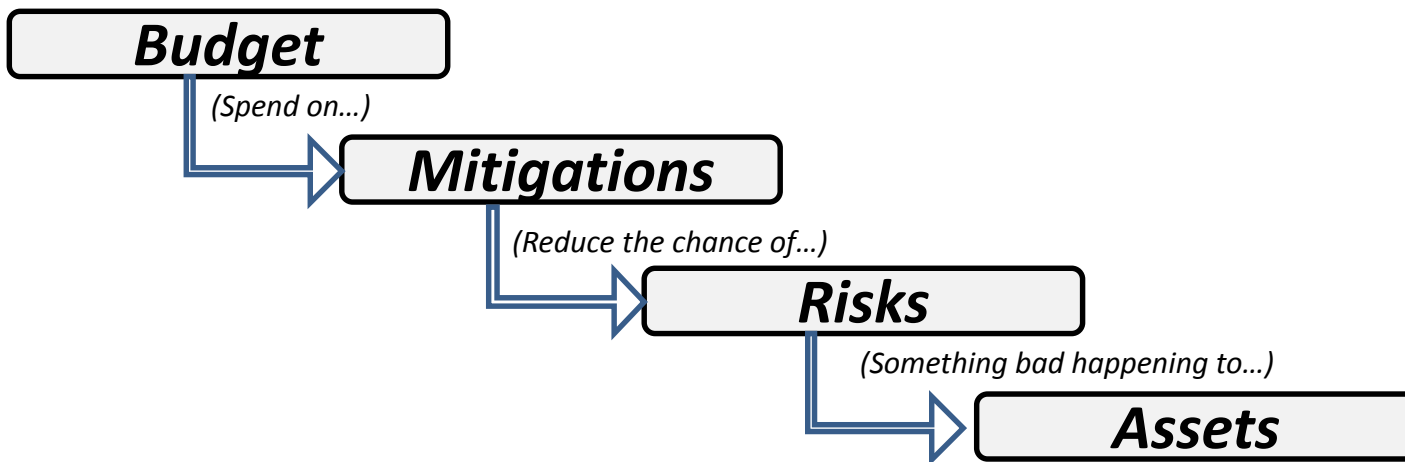 Budget
(Spend on…)
Mitigations
(Reduce the chance of…)
Risks
(Something bad happening to…)
Assets